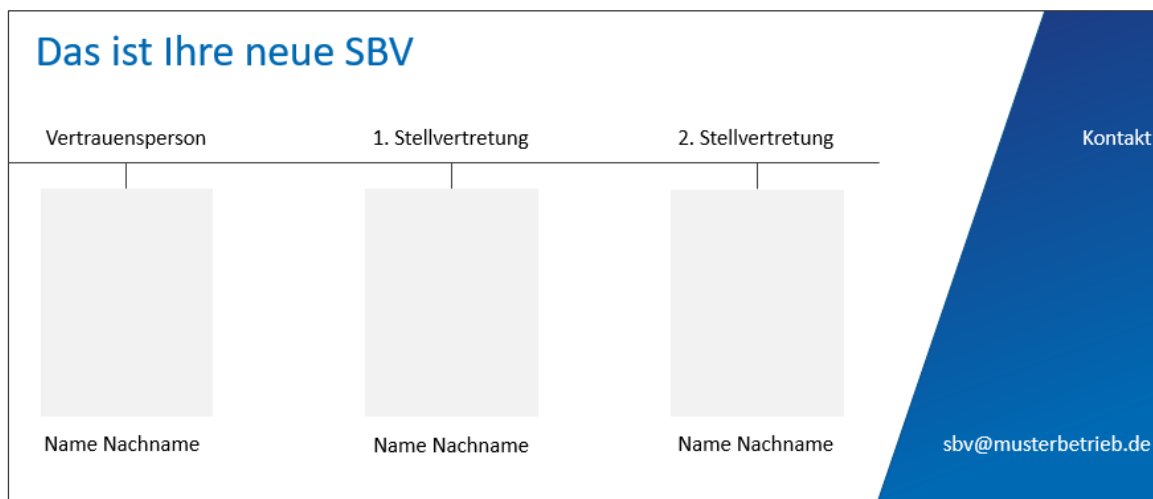 Das ist Ihre neue SBV
Vertrauensperson
1. Stellvertretung
2. Stellvertretung
Kontakt
Name Nachname
Name Nachname
Name Nachname
sbv@musterbetrieb.de